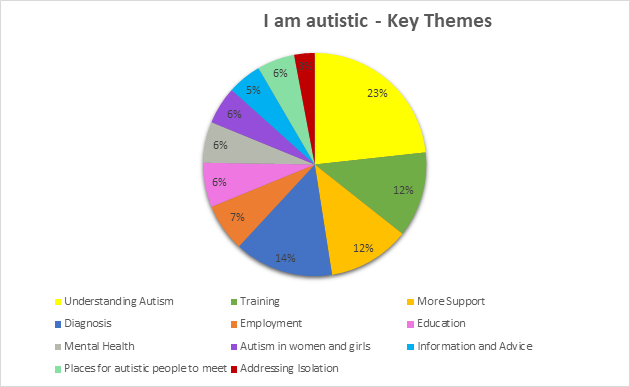 I am autistic - Key Themes
3%
6%
5%
23%
6%
6%
12%
6%
7%
12%
14%
Understanding Autism
Training
More Support
Diagnosis
Employment
Education
Mental Health
Autism in women and girls
Information and Advice
Places for autistic people to meet
Addressing Isolation